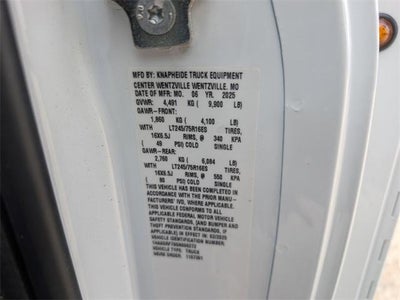 MFD. BY: KNAPHEIDE TRUCK EQUIPMENT
CENTER WENTZVILLE WENTZVILLE, MO
DATE OF MFR: MO. 06 YR. 2025
GVWR: 4,491 KG ( 9,900 LB)
GAWR-FRONT:
1,860 KG ( 4,100 LB)
WITH LT245/75R16ES TIRES,
16X6.5J RIMS, @ 340 KPA
( 49 PSI) COLD SINGLE
GAWR-REAR:
2,760 KG ( 6,084 LB)
WITH LT245/75R16ES TIRES,
16X6.5J RIMS, @ 550 KPA
( 80 PSI) COLD SINGLE
THIS VEHICLE HAS BEEN COMPLETED IN
ACCORDANCE WITH THE PRIOR MANU-
FACTURERS' IVD, WHERE APPLICABLE.
THIS VEHICLE CONFORMS TO ALL
APPLICABLE FEDERAL MOTOR VEHICLE
SAFETY STANDARDS, [AND BUMPER AND
THEFT PREVENTION STANDARDS, IF
APPLICABLE] IN EFFECT IN 02/2025
VEHICLE IDENTIFICATION NUMBER:
VEHICLE TYPE: TRUCK